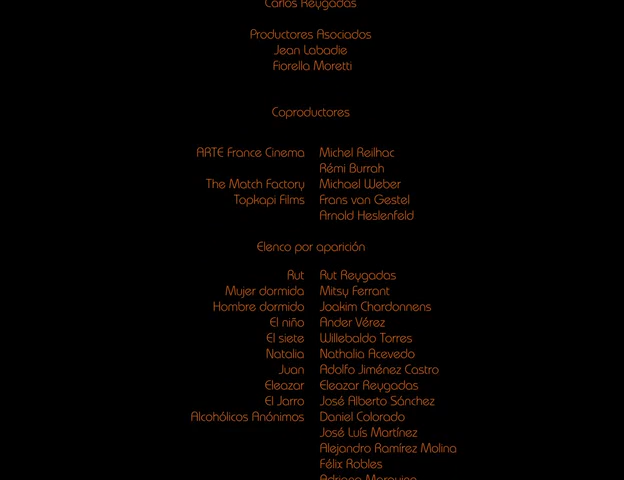 Carlos Reygadas
Productores Asociados
Jean Labadie
Fiorella Moretti
Coproductores
ARTE France Cinema Michel Reilhac
Rémi Burrah
The Match Factory Michael Weber
Topkapi Films Frans van Gestel
Arnold Heslenfeld
Elenco por aparición
Rut Rut Reygadas
Mujer dormida Mitsy Ferrant
Hombre dormido Joakim Chardonnens
El niño Ander Vérez
El siete Willebaldo Torres
Natalia Nathalia Acevedo
Juan Adolfo Jiménez Castro
Eleazar Eleazar Reygadas
El Jarro José Alberto Sánchez
Alcohólicos Anónimos Daniel Colorado
José Luís Martínez
Alejandro Ramírez Molina
Félix Robles
Adriana